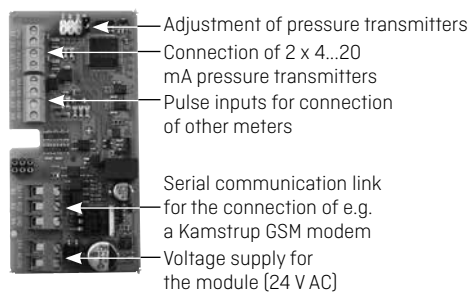 Adjustment of pressure transmitters
Connection of 2 x 4...20
mA pressure transmitters
Pulse inputs for connection
of other meters
Serial communication link
for the connection of e.g.
a Kamstrup GSM modem
Voltage supply for
the module (24 V AC)